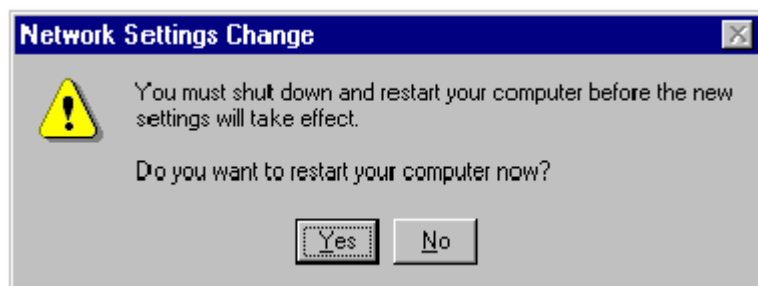 Network Settings Change
You must shut down and restart your computer before the new
settings will take effect.
Do you want to restart your computer now?
Yes No